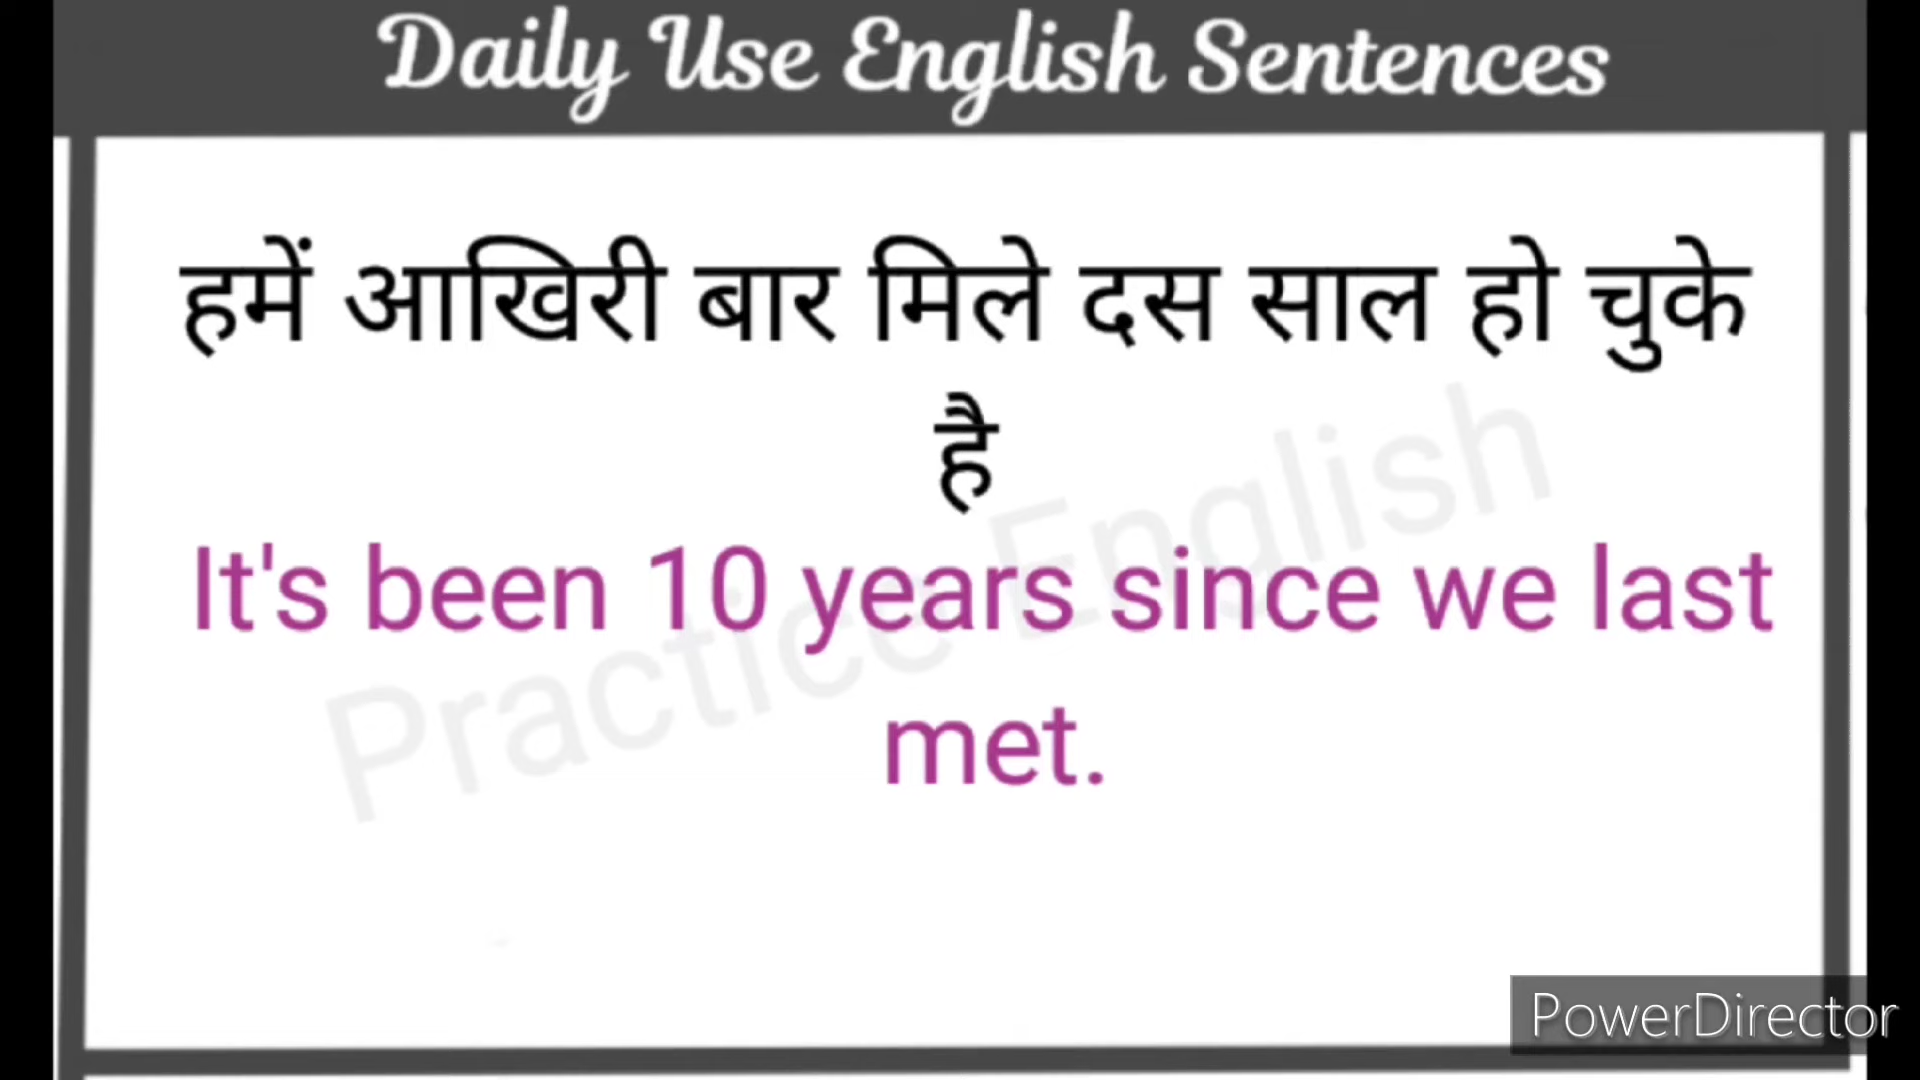 Daily Use English Sentences
हमें आखिरी बार मिले दस साल हो चुके
है
It's been 10 years since we last
met.
Practice English
PowerDirector